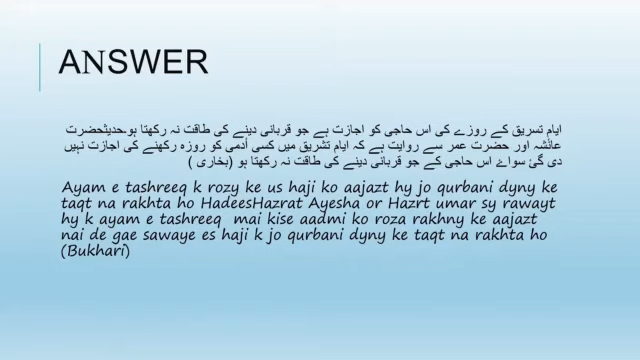 ANSWER
ایام تسریق کے روزے کی اس حاجی کو اجازت ہے جو قربانی دینے کی طاقت نہ رکھتا ہو۔حدیثحضرت
عائشہ اور حضرت عمر سے روایت ہے کہ ایام تشریق میں کسی آدمی کو روزہ رکھنے کی اجازت نہیں
دی گئ سواۓ اس حاجی کے جو قربانی دینے کی طاقت نہ رکھتا ہو (بخاری)
Ayam e tashreeq k rozy ke us haji ko aajazt hy jo qurbani dyny ke
taqt na rakhta ho HadeesHazrat Ayesha or Hazrt umar sy rawayt
hy k ayam e tashreeq mai kise aadmi ko roza rakhny ke aajazt
nai de gae sawaye es haji k jo qurbani dyny ke taqt na rakhta ho
(Bukhari)